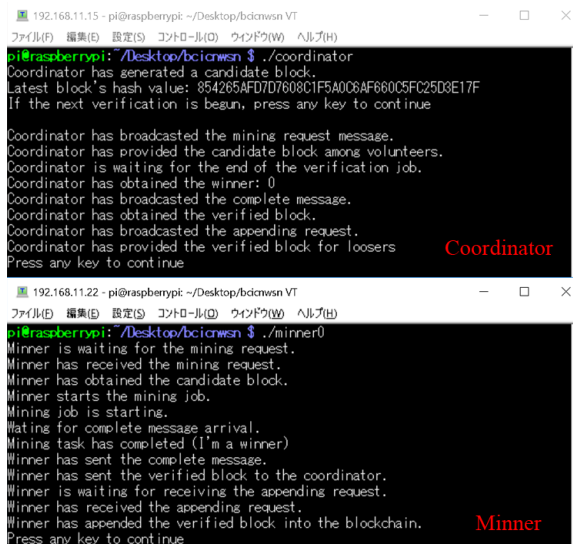 192.168.11.15 - pi@raspberrypi: ~/Desktop/bcicnwsn VT
ファイル(F) 編集(E) 設定(S) コントロール(O) ウィンドウ(W) ヘルプ(H)
pi@raspberrypi:~/Desktop/bcicnwsn $ ./coordinator
Coordinator has generated a candidate block.
Latest block's hash value: 854265AFD7D7608C1F5A0C6AF660C5FC25D3E17F
If the next verification is begun, press any key to continue
Coordinator has broadcasted the mining request message.
Coordinator has provided the candidate block among volunteers.
Coordinator is waiting for the end of the verification job.
Coordinator has obtained the winner: 0
Coordinator has broadcasted the complete message.
Coordinator has obtained the verified block.
Coordinator has broadcasted the appending request.
Coordinator has provided the verified block for loosers
Press any key to continue
Coordinator
192.168.11.22 - pi@raspberrypi: ~/Desktop/bcicnwsn VT
ファイル(F) 編集(E) 設定(S) コントロール(O) ウィンドウ(W) ヘルプ(H)
pi@raspberrypi:~/Desktop/bcicnwsn $ ./minner0
Minner is waiting for the mining request.
Minner has received the mining request.
Minner has obtained the candidate block.
Minner starts the mining job.
Mining job is starting.
Wating for complete message arrival.
Mining task has completed (I'm a winner)
Winner has sent the complete message.
Winner has sent the verified block to the coordinator.
Winner is waiting for receiving the appending request.
Winner has received the appending request.
Winner has appended the verified block into the blockchain.
Press any key to continue
Minner